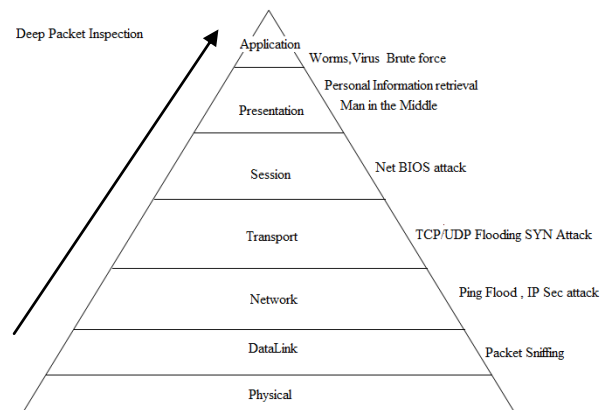 Deep Packet Inspection
Application
Worms,Virus Brute force
Personal Information retrieval
Man in the Middle
Presentation
Net BIOS attack
Session
TCP/UDP Flooding SYN Attack
Transport
Ping Flood , IP Sec attack
Network
DataLink
Packet Sniffing
Physical